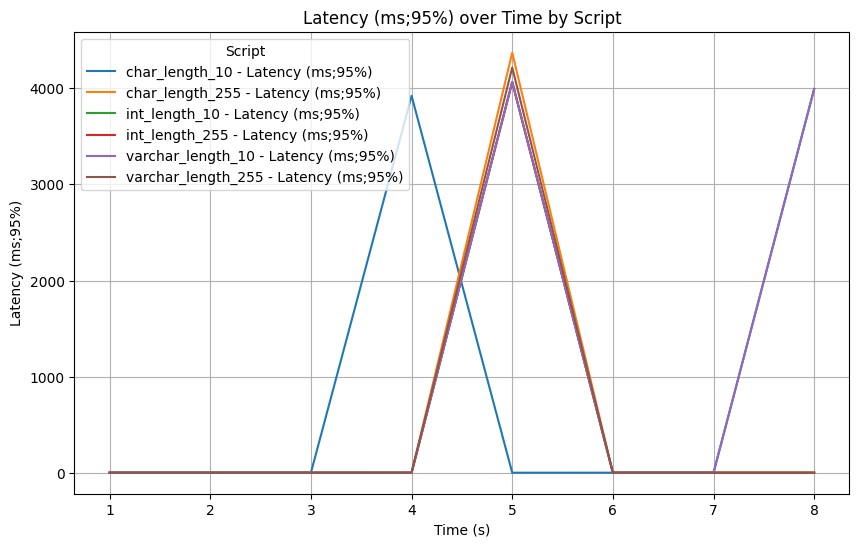 Latency (ms;95%) over Time by Script
Script
char_length_10 - Latency (ms;95%)
char_length_255 - Latency (ms;95%)
int_length_10 - Latency (ms;95%)
int_length_255 - Latency (ms;95%)
varchar_length_10 - Latency (ms;95%)
varchar_length_255 - Latency (ms;95%)
Latency (ms;95%)
4000
3000
2000
1000
0
1 2 3 4 5 6 7 8
Time (s)